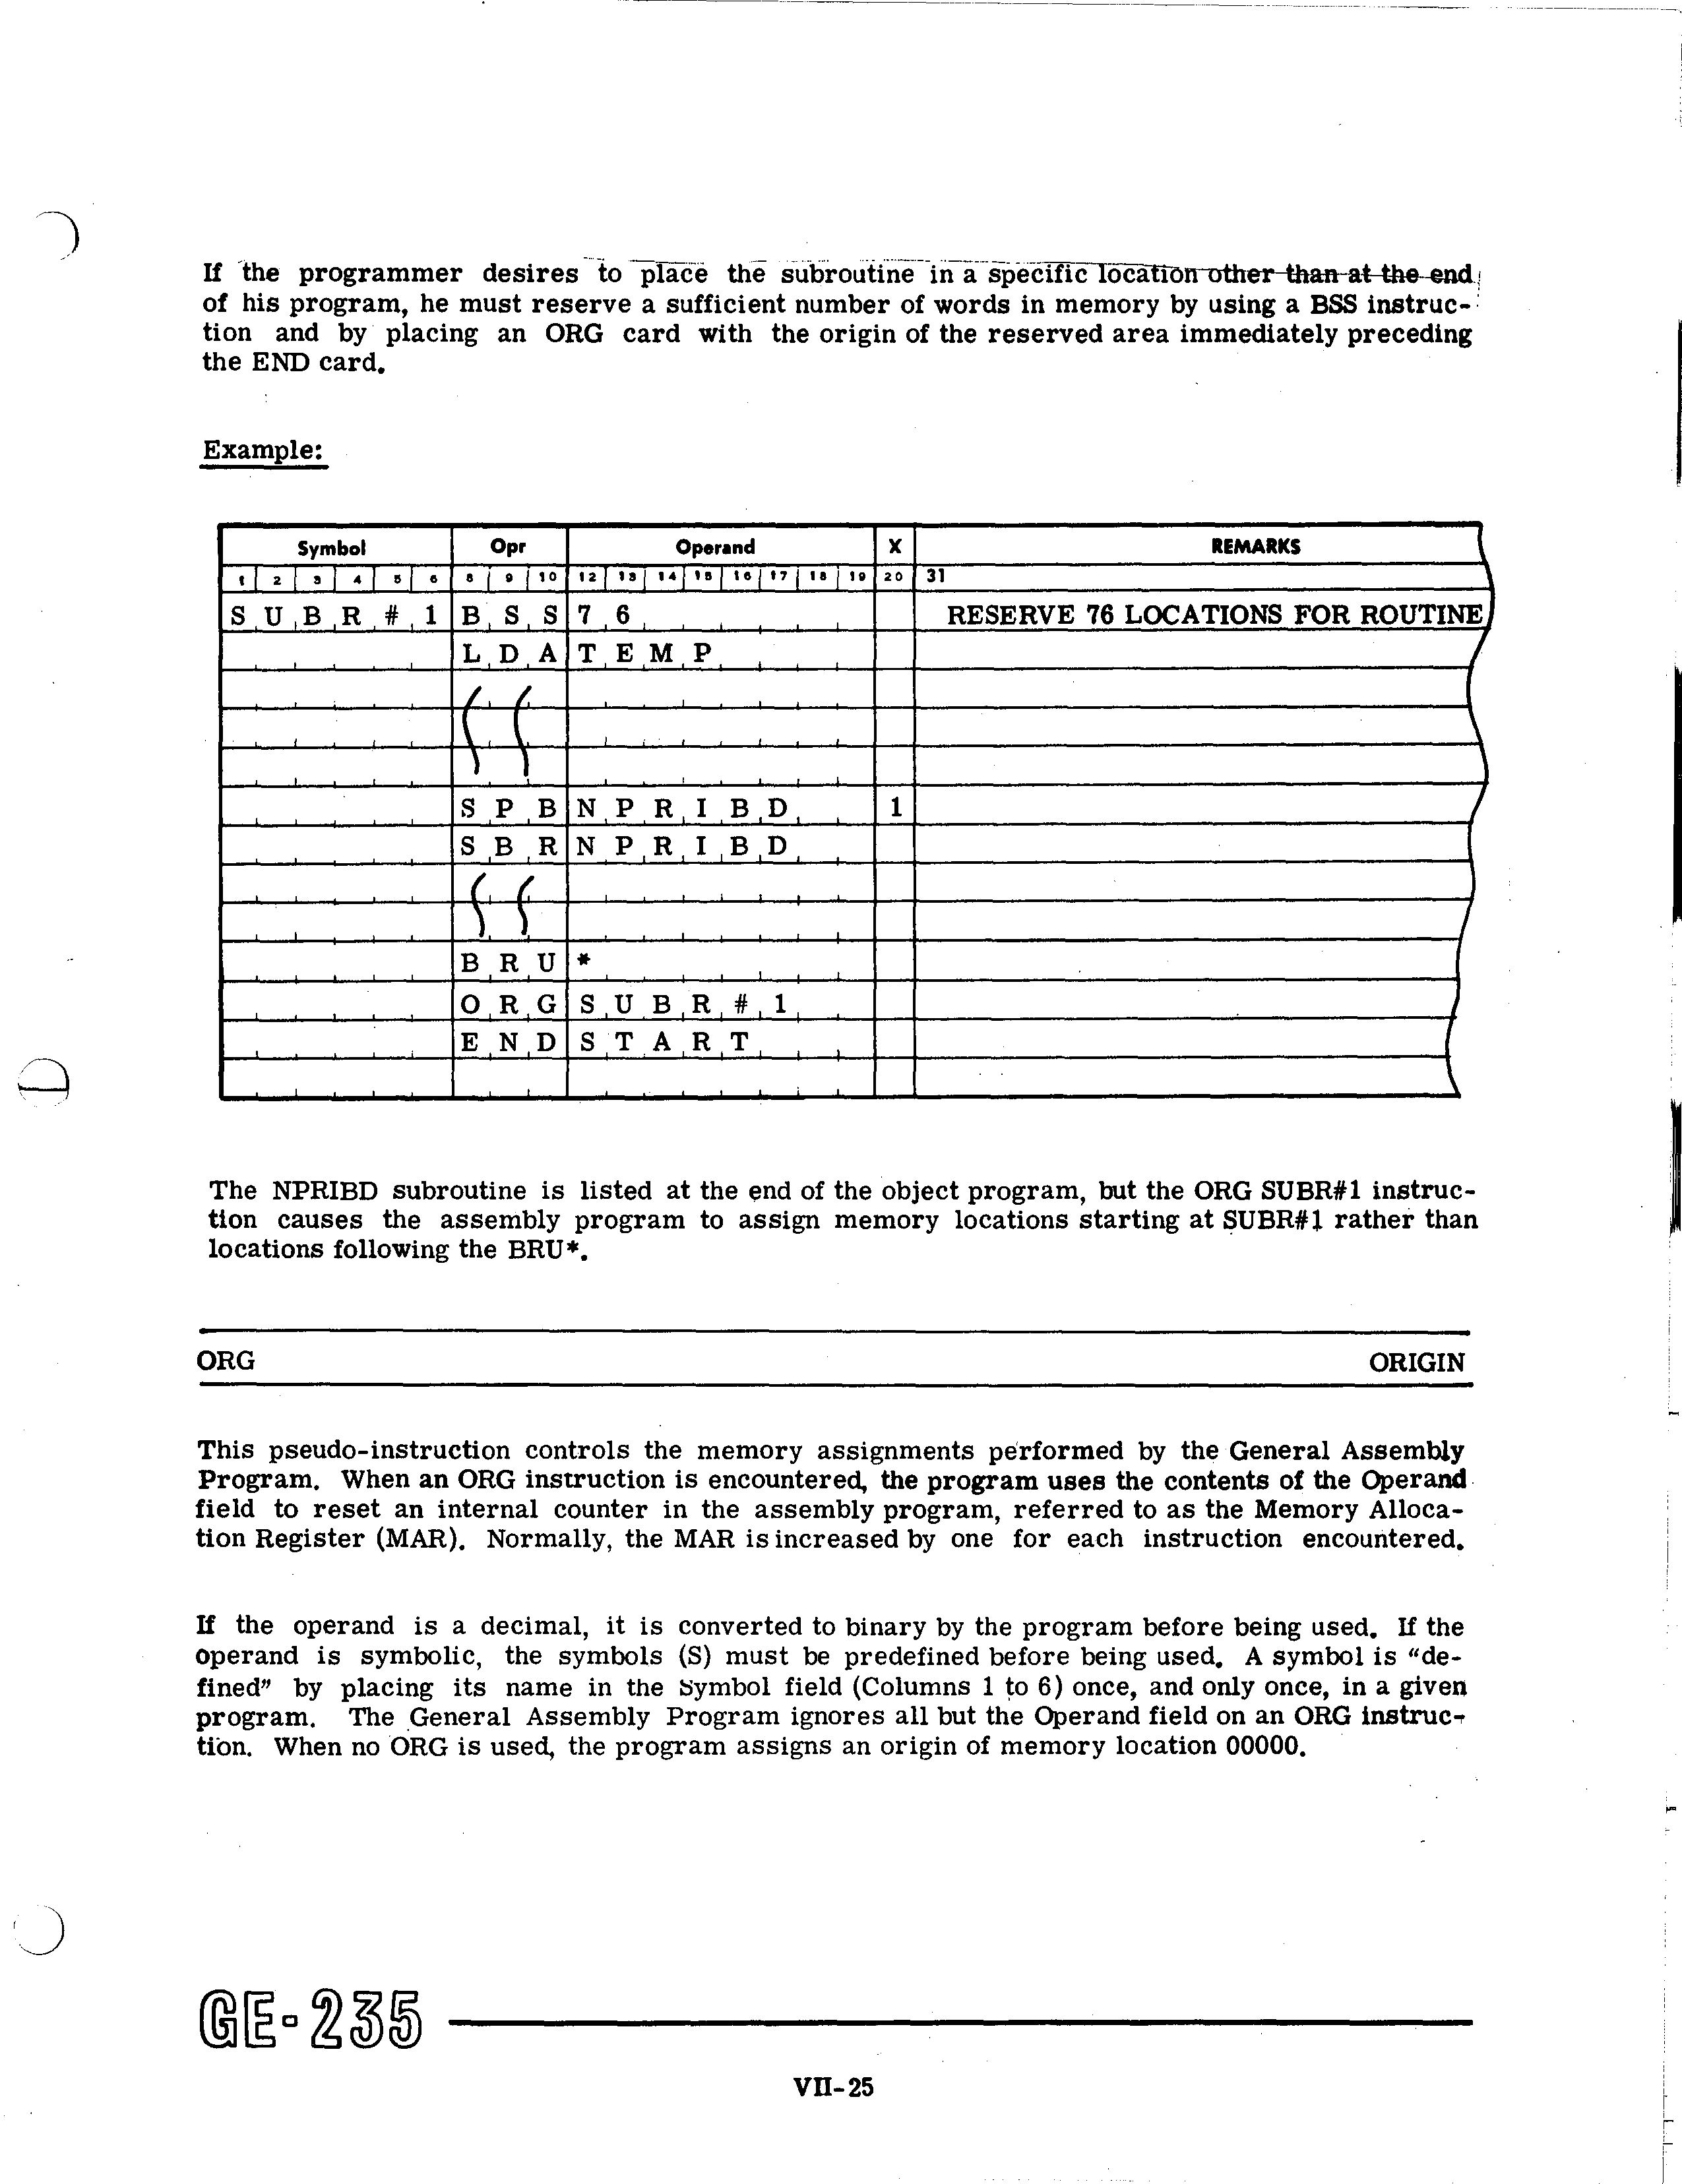 If the programmer desires to place the subroutine in a specific location other than at the end
of his program, he must reserve a sufficient number of words in memory by using a BSS instruc-
tion and by placing an ORG card with the origin of the reserved area immediately preceding
the END card.
Example:
Symbol Opr Operand X REMARKS
1 2 3 4 5 6 8 9 10 12 13 14 15 16 17 18 19 20 31
SUBR#1 BSS 76 RESERVE 76 LOCATIONS FOR ROUTINE
LDA TEMP
SPB NPRIBD 1
SBR NPRIBD
BRU *
ORG SUBR#1
END START
The NPRIBD subroutine is listed at the end of the object program, but the ORG SUBR#1 instruc-
tion causes the assembly program to assign memory locations starting at SUBR#1 rather than
locations following the BRU*.
ORG ORIGIN
This pseudo-instruction controls the memory assignments performed by the General Assembly
Program. When an ORG instruction is encountered, the program uses the contents of the Operand
field to reset an internal counter in the assembly program, referred to as the Memory Alloca-
tion Register (MAR). Normally, the MAR is increased by one for each instruction encountered.
If the operand is a decimal, it is converted to binary by the program before being used. If the
operand is symbolic, the symbols (S) must be predefined before being used. A symbol is “de-
fined” by placing its name in the Symbol field (Columns 1 to 6) once, and only once, in a given
program. The General Assembly Program ignores all but the Operand field on an ORG instruc-
tion. When no ORG is used, the program assigns an origin of memory location 00000.
GE-235
VII-25